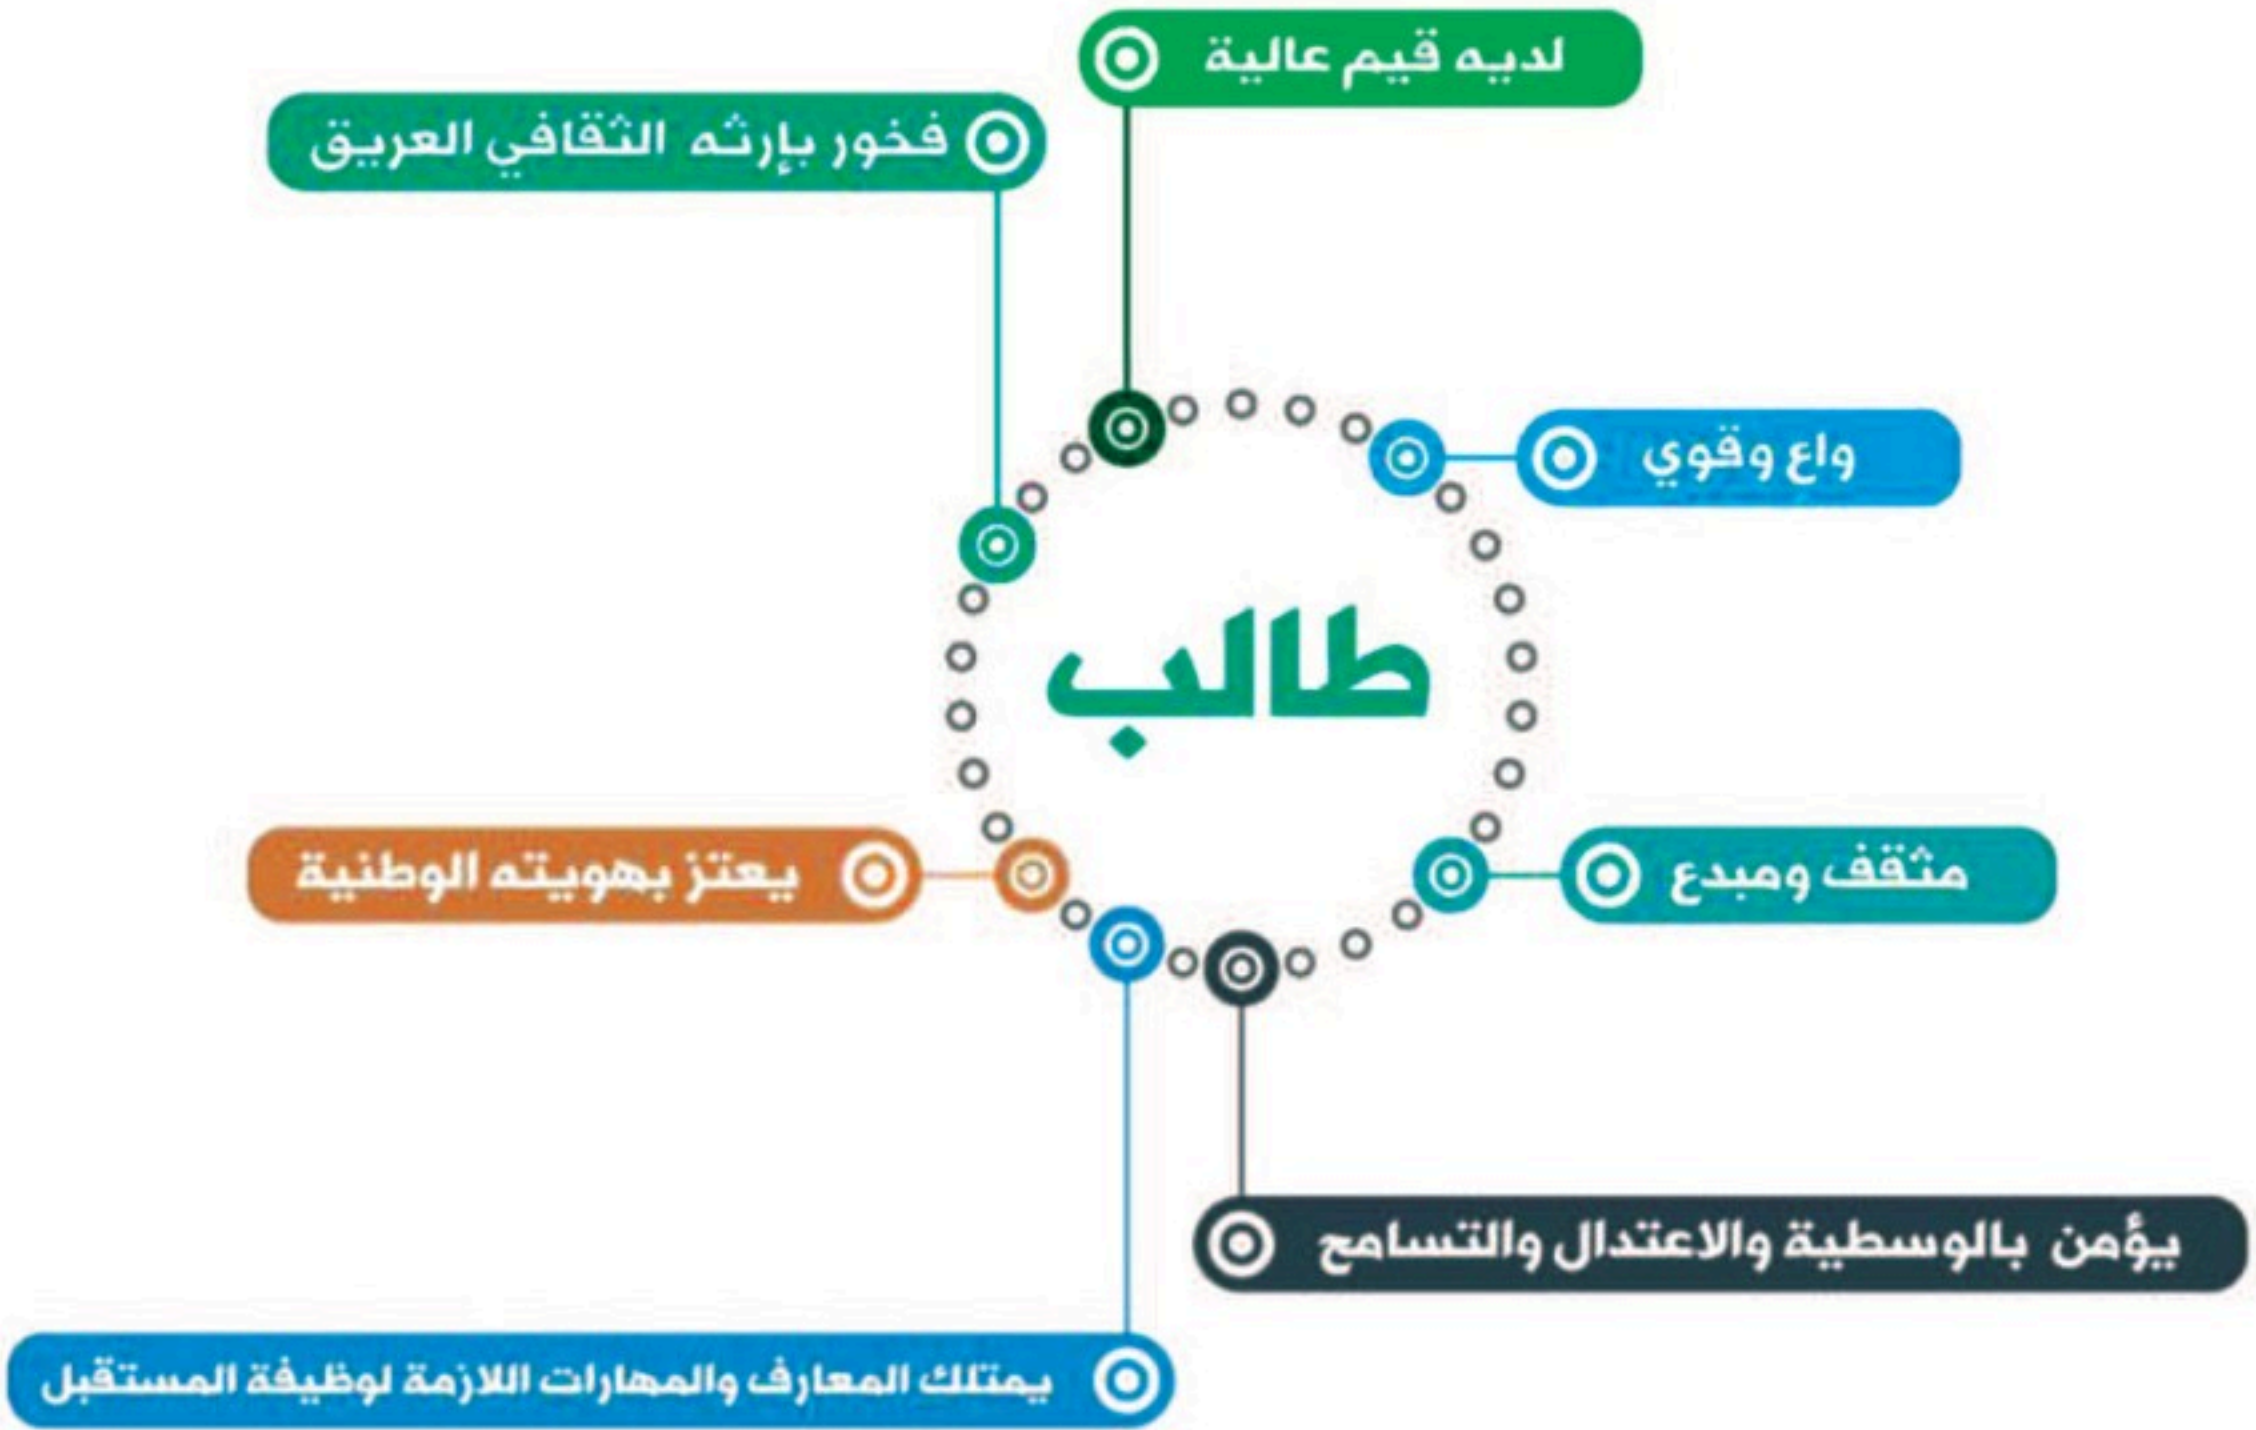 لديه قيم عالية
فخور بإرثه الثقافي العريق
واع وقوي
طالب
مثقف ومبدع
يعتز بهويته الوطنية
يؤمن بالوسطية والاعتدال والتسامح
يمتلك المعارف والمهارات اللازمة لوظيفة المستقبل